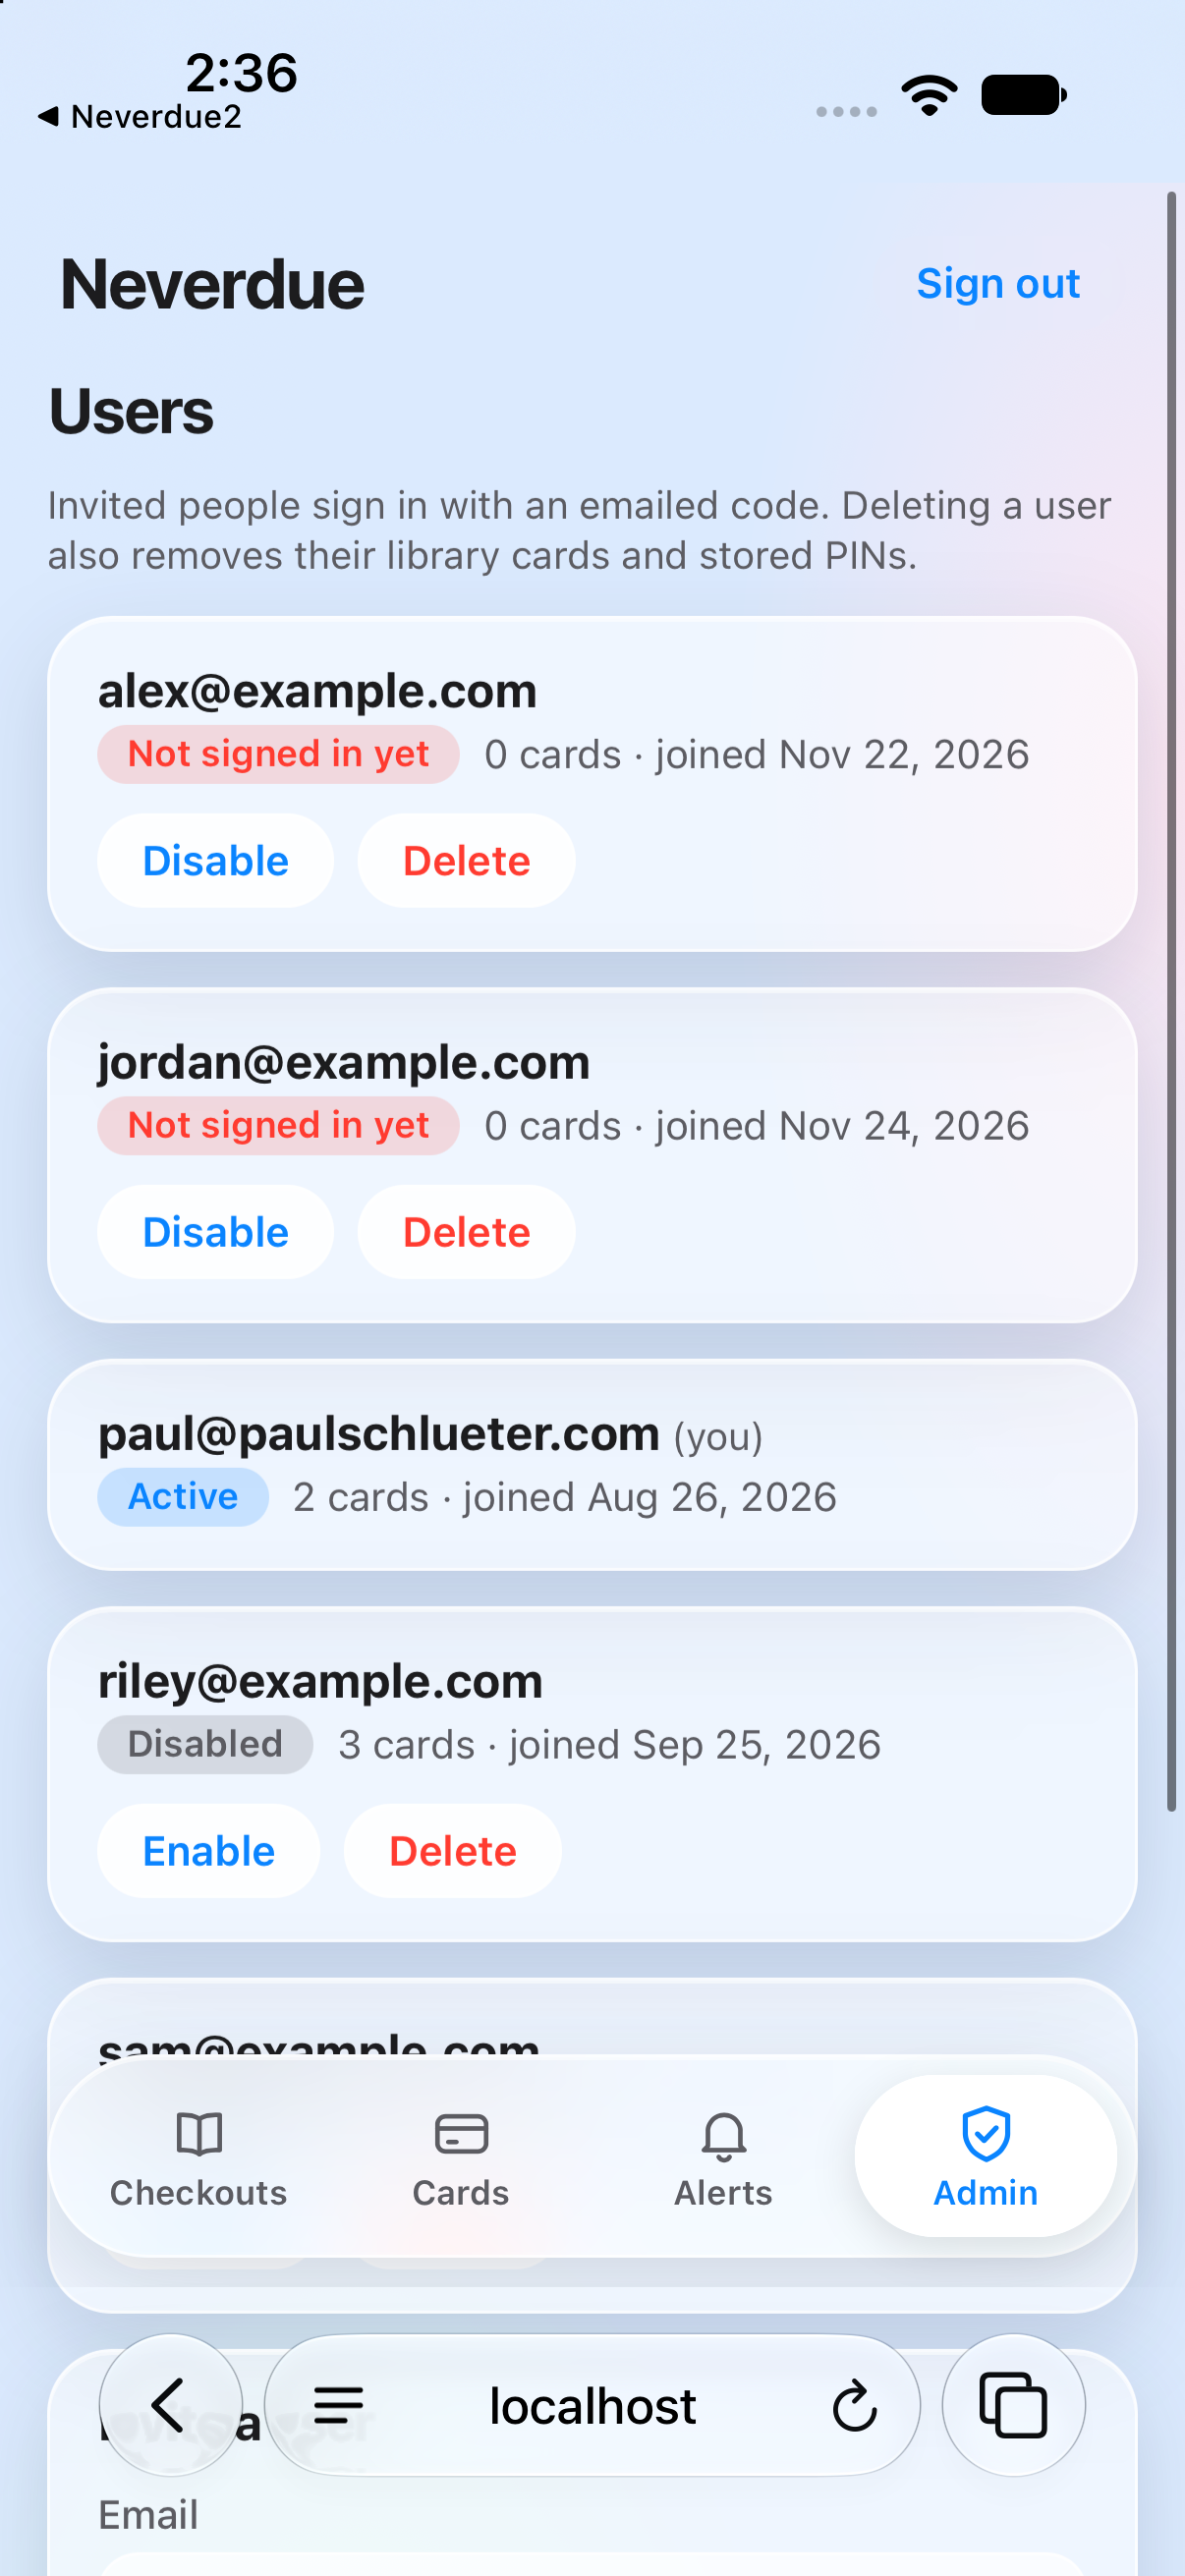 2:36
Neverdue2
Neverdue
Sign out
Users
Invited people sign in with an emailed code. Deleting a user
also removes their library cards and stored PINs.
alex@example.com
Not signed in yet 0 cards · joined Nov 22, 2026
Disable Delete
jordan@example.com
Not signed in yet 0 cards · joined Nov 24, 2026
Disable Delete
paul@paulschlueter.com (you)
Active 2 cards · joined Aug 26, 2026
riley@example.com
Disabled 3 cards · joined Sep 25, 2026
Enable Delete
sam@example.com
Checkouts Cards Alerts Admin
a
localhost
Email